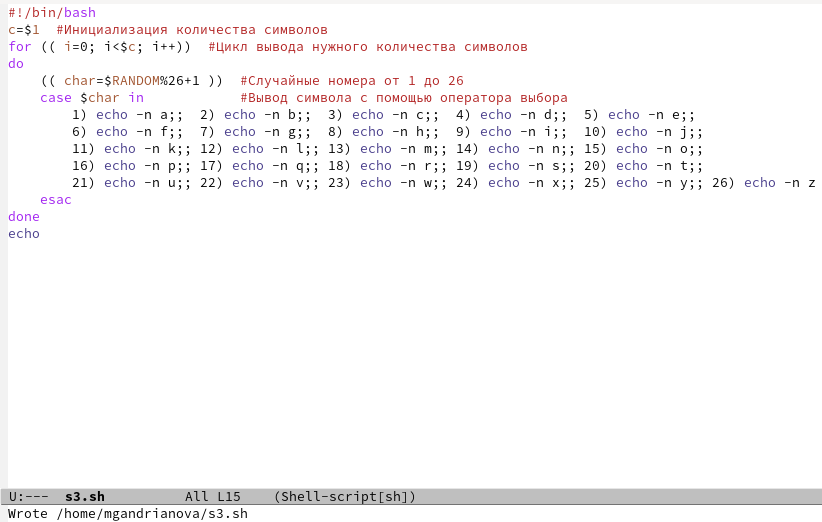 #!/bin/bash
c=$1  #Инициализация количества символов
for (( i=0; i<$c; i++))  #Цикл вывода нужного количества символов
do
    (( char=$RANDOM%26+1 ))  #Случайные номера от 1 до 26
    case $char in            #Вывод символа с помощью оператора выбора
        1) echo -n a;;  2) echo -n b;;  3) echo -n c;;  4) echo -n d;;  5) echo -n e;;
        6) echo -n f;;  7) echo -n g;;  8) echo -n h;;  9) echo -n i;;  10) echo -n j;;
        11) echo -n k;; 12) echo -n l;; 13) echo -n m;; 14) echo -n n;; 15) echo -n o;;
        16) echo -n p;; 17) echo -n q;; 18) echo -n r;; 19) echo -n s;; 20) echo -n t;;
        21) echo -n u;; 22) echo -n v;; 23) echo -n w;; 24) echo -n x;; 25) echo -n y;; 26) echo -n z
    esac
done
echo
U:---  s3.sh          All L15    (Shell-script[sh])
Wrote /home/mgandrianova/s3.sh